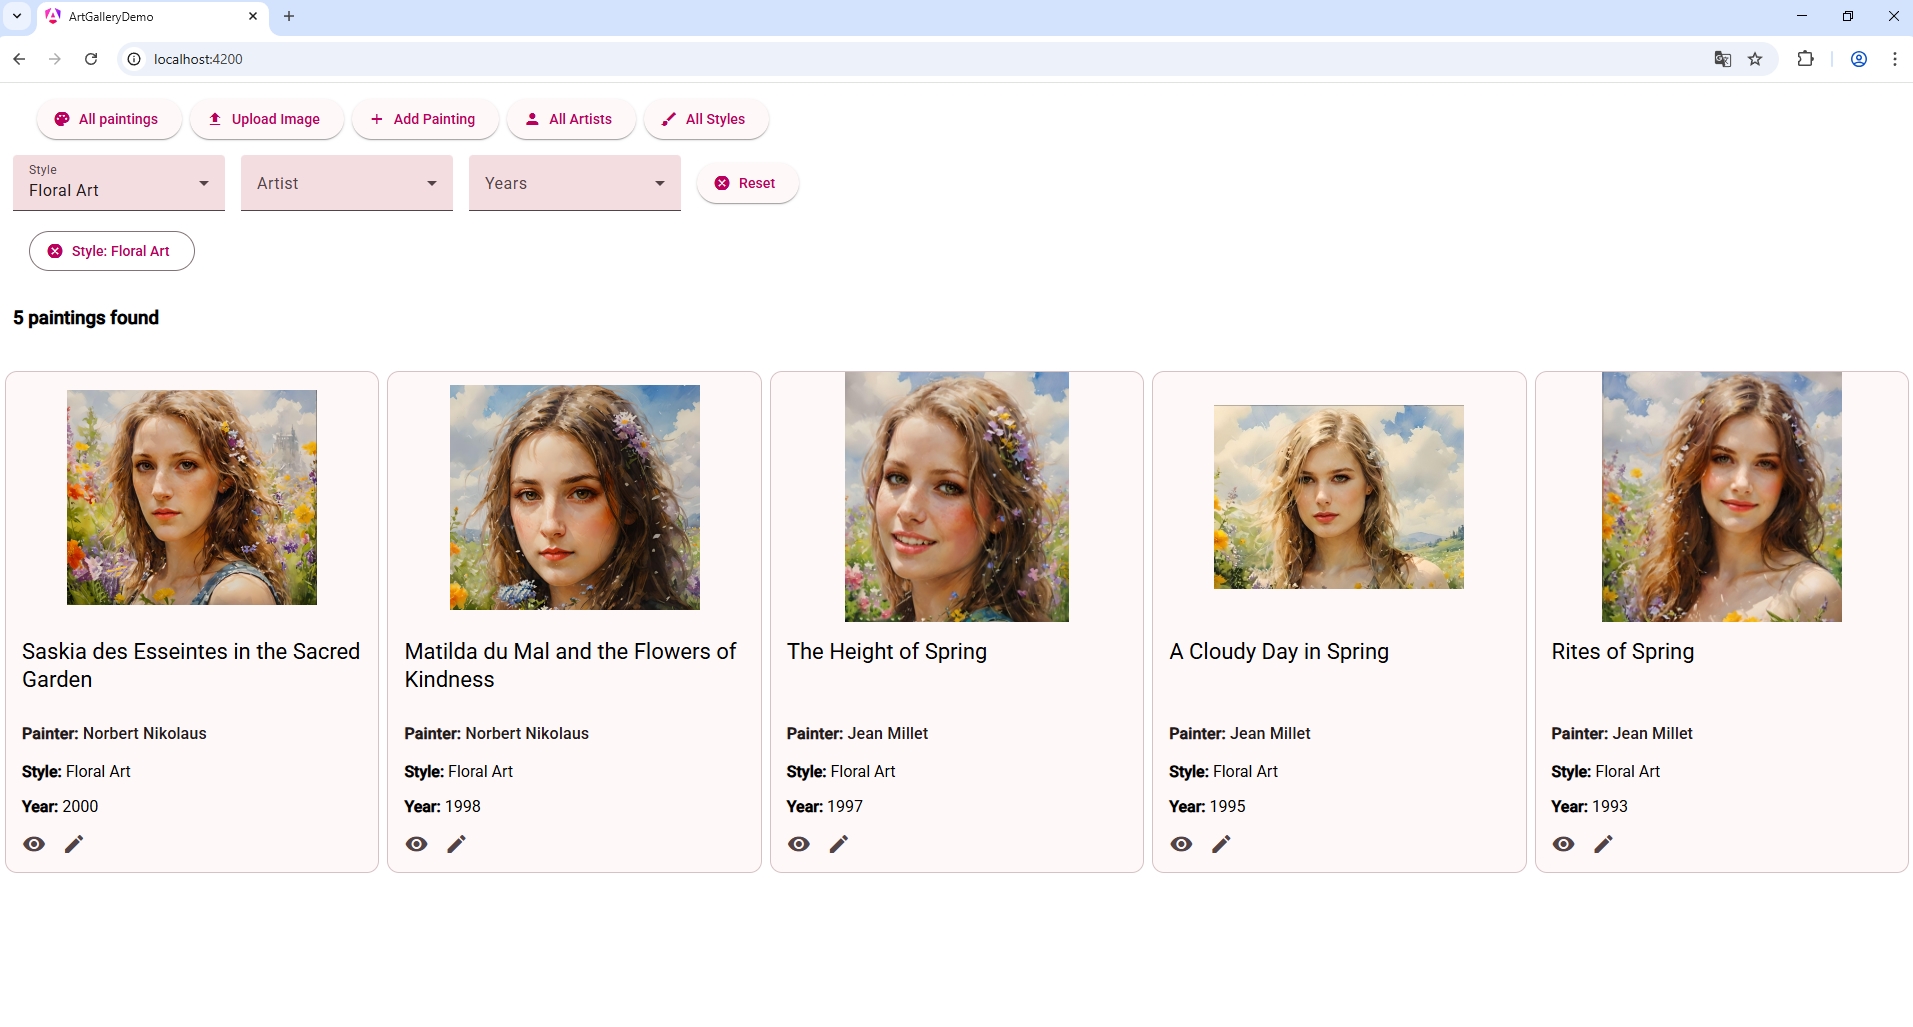 ArtGalleryDemo
localhost:4200
All paintings Upload Image Add Painting All Artists All Styles
Style
Floral Art Artist Years Reset
Style: Floral Art
5 paintings found
Saskia des Esseintes in the Sacred
Garden
Painter: Norbert Nikolaus
Style: Floral Art
Year: 2000
Matilda du Mal and the Flowers of
Kindness
Painter: Norbert Nikolaus
Style: Floral Art
Year: 1998
The Height of Spring
Painter: Jean Millet
Style: Floral Art
Year: 1997
A Cloudy Day in Spring
Painter: Jean Millet
Style: Floral Art
Year: 1995
Rites of Spring
Painter: Jean Millet
Style: Floral Art
Year: 1993